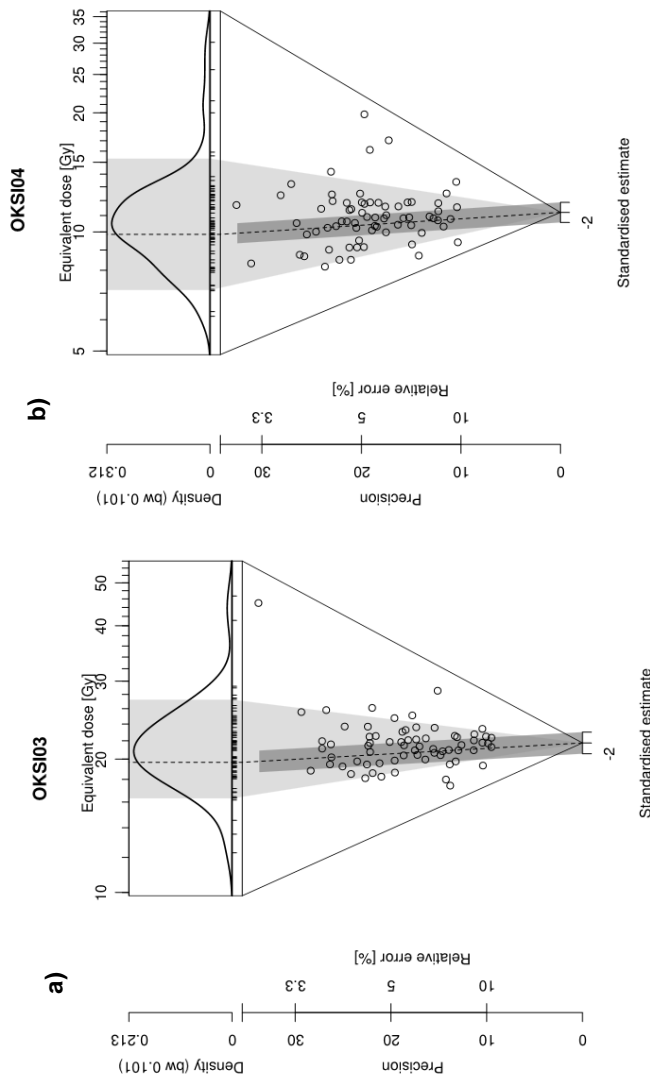 b)
OKSI04
Equivalent dose [Gy]
5
10
15
20
25
30
35
0.312
0
Density (bw 0.101)
Relative error [%]
3.3
5
10
30
20
10
0
Precision
-2
Standardised estimate
a)
OKSI03
Equivalent dose [Gy]
10
20
30
40
50
0.213
0
Density (bw 0.101)
Relative error [%]
3.3
5
10
30
20
10
0
Precision
-2
Standardised estimate